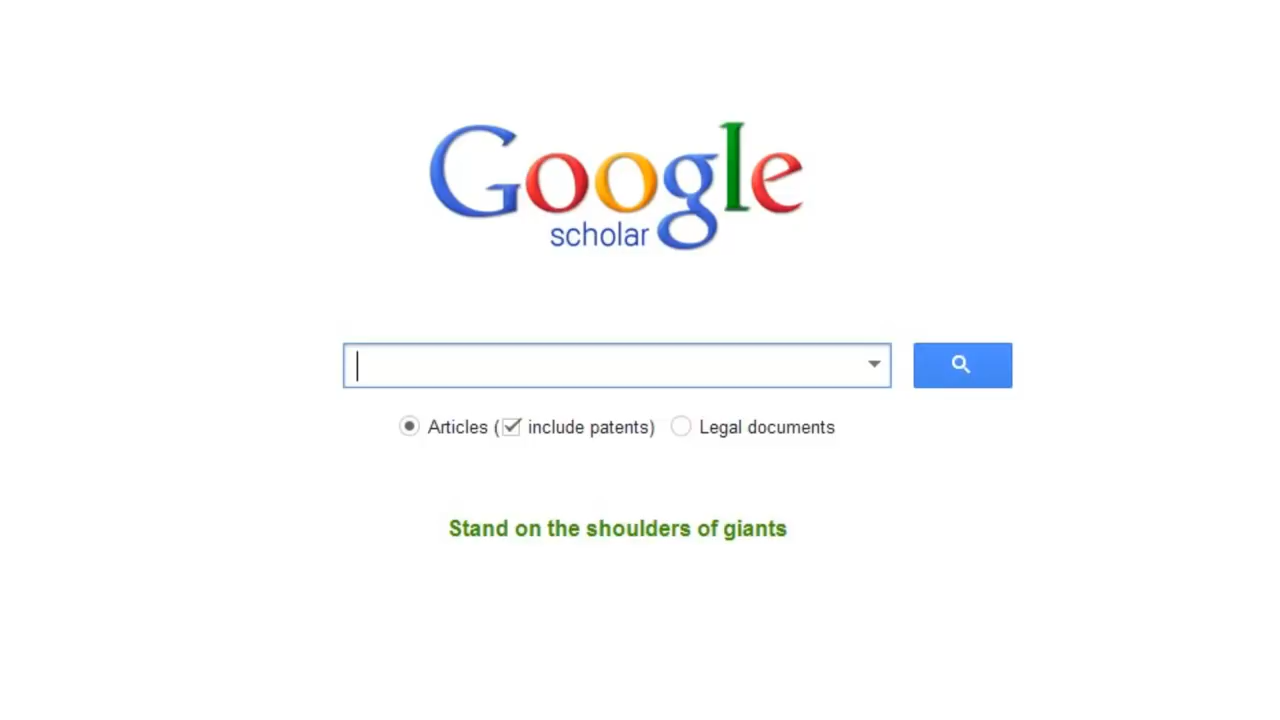 Google
scholar
Articles (include patents) Legal documents
Stand on the shoulders of giants